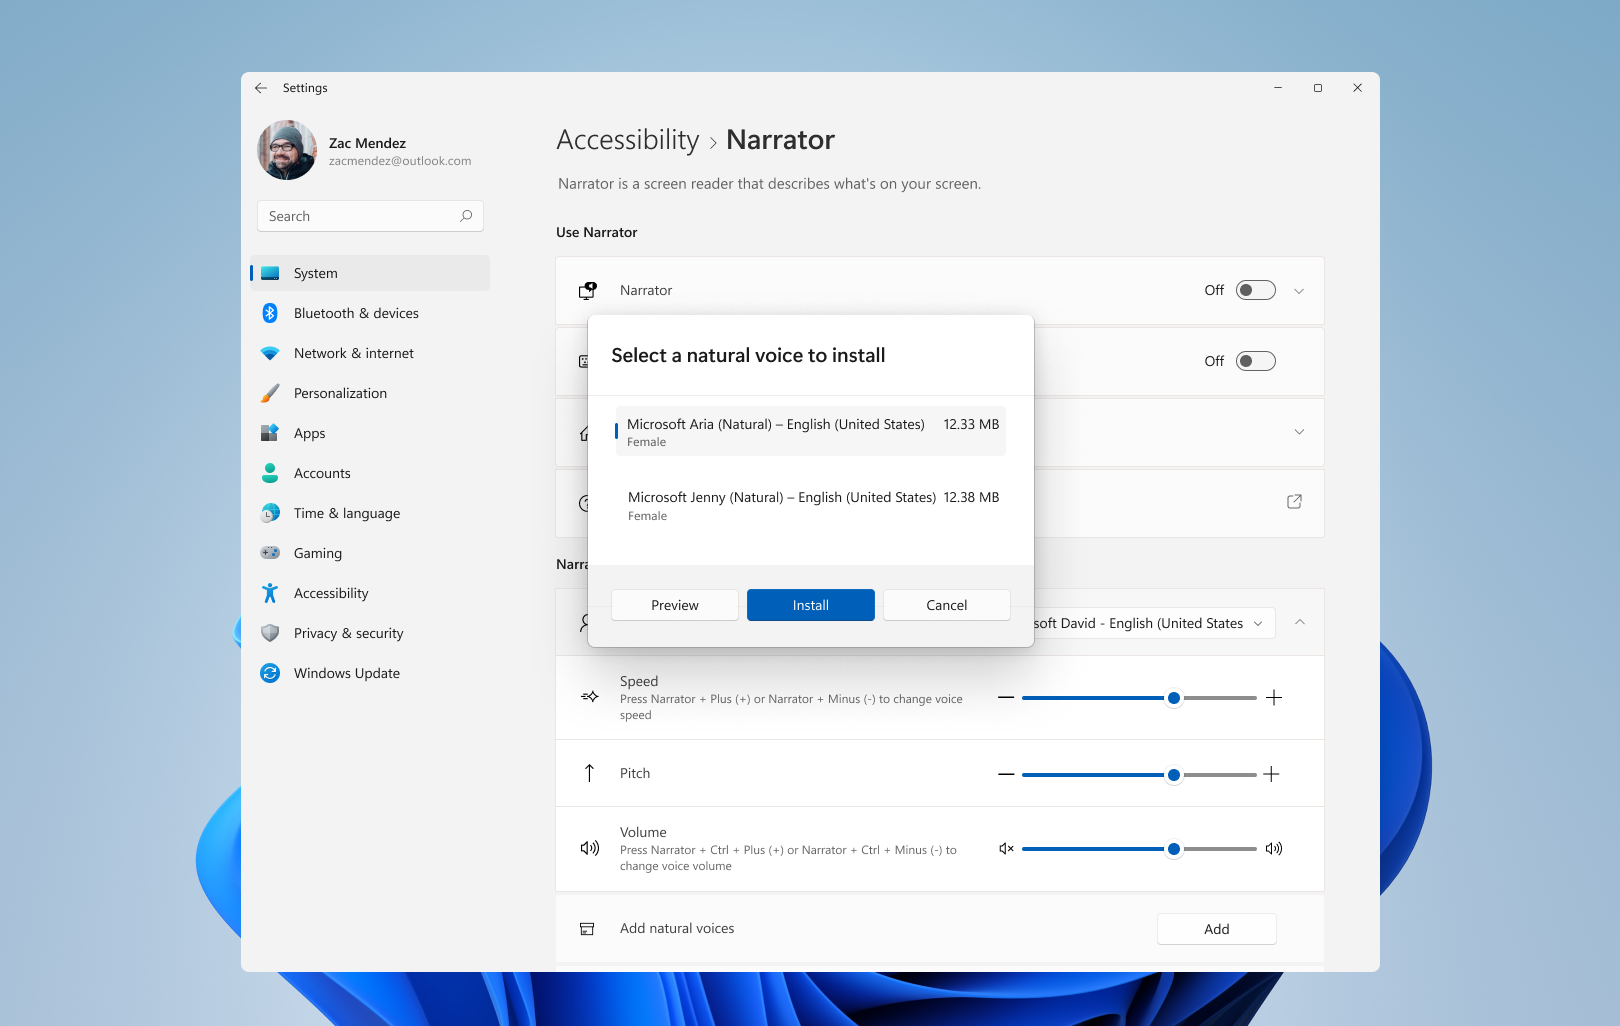 Settings
Zac Mendez
zacmendez@outlook.com
Search
System
Bluetooth & devices
Network & internet
Personalization
Apps
Accounts
Time & language
Gaming
Accessibility
Privacy & security
Windows Update
Accessibility > Narrator
Narrator is a screen reader that describes what's on your screen.
Use Narrator
Narrator
Off
Off
Select a natural voice to install
Microsoft Aria (Natural) – English (United States) 12.33 MB
Female
Microsoft Jenny (Natural) – English (United States) 12.38 MB
Female
Preview
Install
Cancel
David - English (United States
Speed
Press Narrator + Plus (+) or Narrator + Minus (-) to change voice
speed
Pitch
Volume
Press Narrator + Ctrl + Plus (+) or Narrator + Ctrl + Minus (-) to
change voice volume
Add natural voices
Add